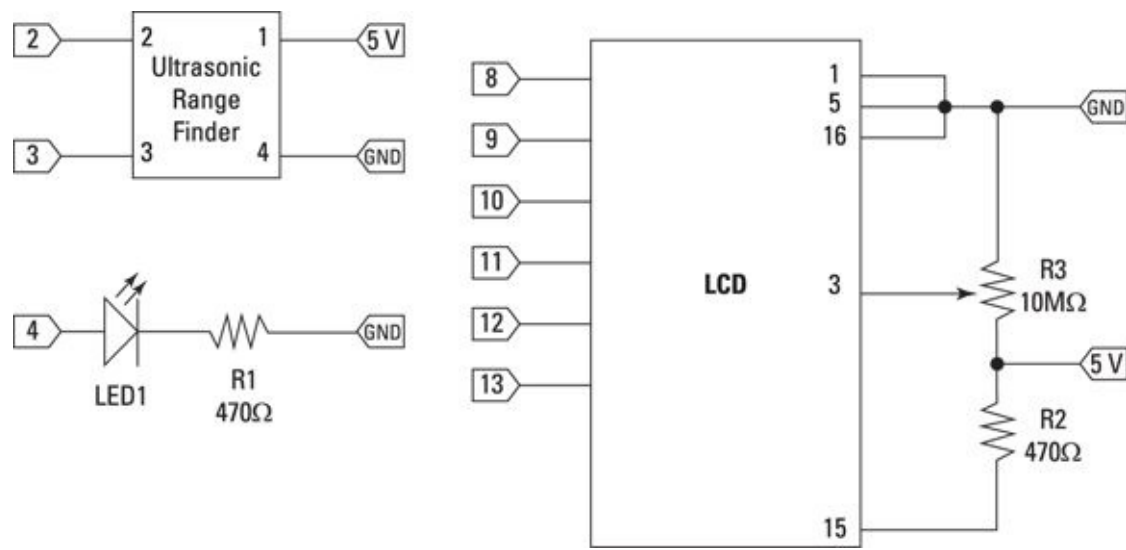 2
2
1
5 V
Ultrasonic
Range
Finder
3
3
4
GND
4
LED1
R1
470Ω
GND
8
9
10
11
12
13
LCD
1
5
16
GND
3
R3
10MΩ
5 V
R2
470Ω
15